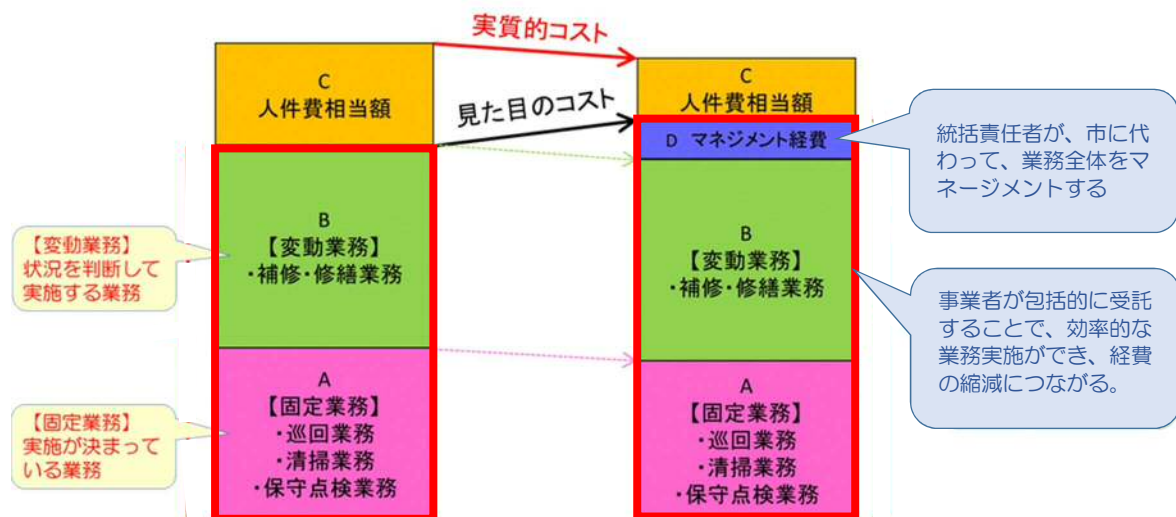 実質的コスト
見た目のコスト
C
人件費相当額
B
【変動業務】
・補修・修繕業務
A
【固定業務】
・巡回業務
・清掃業務
・保守点検業務
【変動業務】
状況を判断して
実施する業務
【固定業務】
実施が決まって
いる業務
C
人件費相当額
D マネジメント経費
B
【変動業務】
・補修・修繕業務
A
【固定業務】
・巡回業務
・清掃業務
・保守点検業務
統括責任者が、市に代
わって、業務全体をマ
ネージメントする
事業者が包括的に受託
することで、効率的な
業務実施ができ、経費
の縮減につながる。